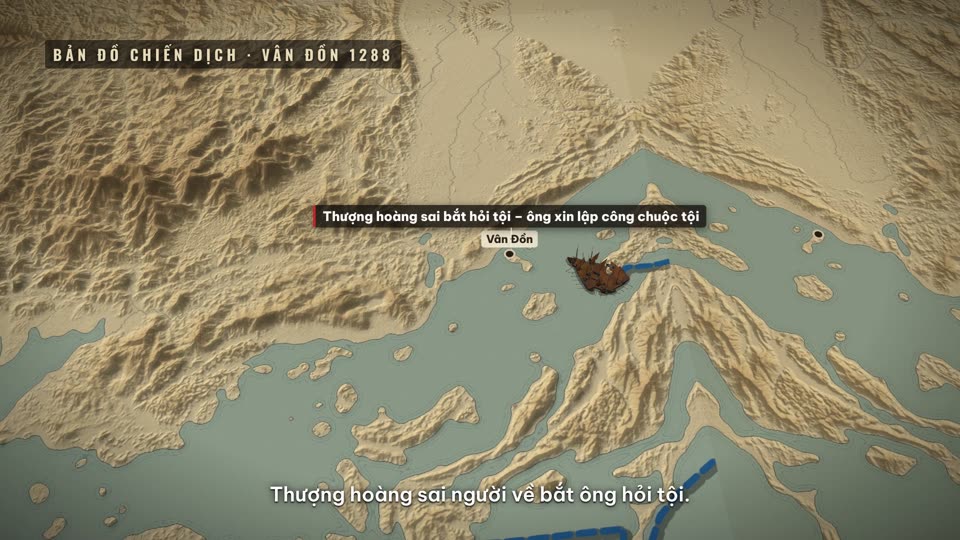 BẢN ĐỒ CHIẾN DỊCH · VÂN ĐỒN 1288
Thượng hoàng sai bắt hỏi tội – ông xin lập công chuộc tội
Vân Đồn
Thượng hoàng sai người về bắt ông hỏi tội.